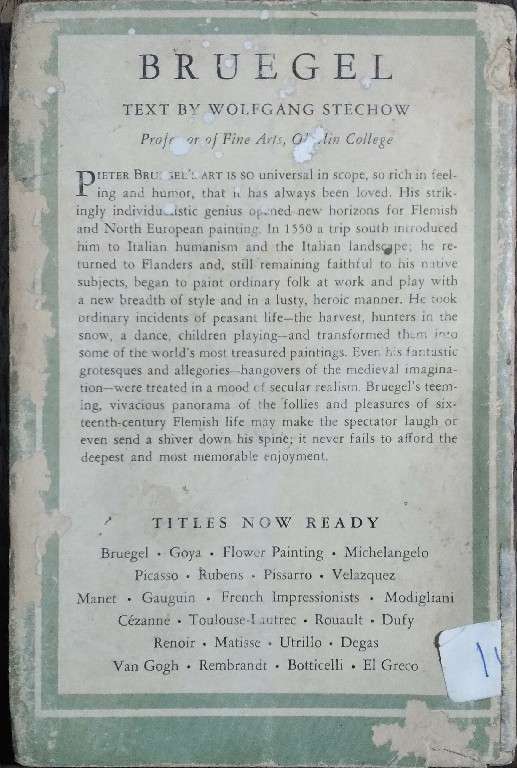 BRUEGEL
TEXT BY WOLFGANG STECHOW
Professor of Fine Arts, Oberlin College
PIETER BRUEGEL'S ART IS SO universal in scope, so rich in feel-
ing and humor, that it has always been loved. His strik-
ingly individualistic genius opened new horizons for Flemish
and North European painting. In 1550 a trip south introduced
him to Italian humanism and the Italian landscape; he re-
turned to Flanders and, still remaining faithful to his native
subjects, began to paint ordinary folk at work and play with
a new breadth of style and in a lusty, heroic manner. He took
ordinary incidents of peasant life—the harvest, hunters in the
snow, a dance, children playing—and transformed them into
some of the world's most treasured paintings. Even his fantastic
grotesques and allegories—hangovers of the medieval imagina-
tion—were treated in a mood of secular realism. Bruegel's teem-
ing, vivacious panorama of the follies and pleasures of six-
teenth-century Flemish life may make the spectator laugh or
even send a shiver down his spine; it never fails to afford the
deepest and most memorable enjoyment.
TITLES NOW READY
Bruegel • Goya • Flower Painting • Michelangelo
Picasso • Rubens • Pissarro • Velazquez
Manet • Gauguin • French Impressionists • Modigliani
Cézanne • Toulouse-Lautrec • Rouault • Dufy
Renoir • Matisse • Utrillo • Degas
Van Gogh • Rembrandt • Botticelli • El Greco